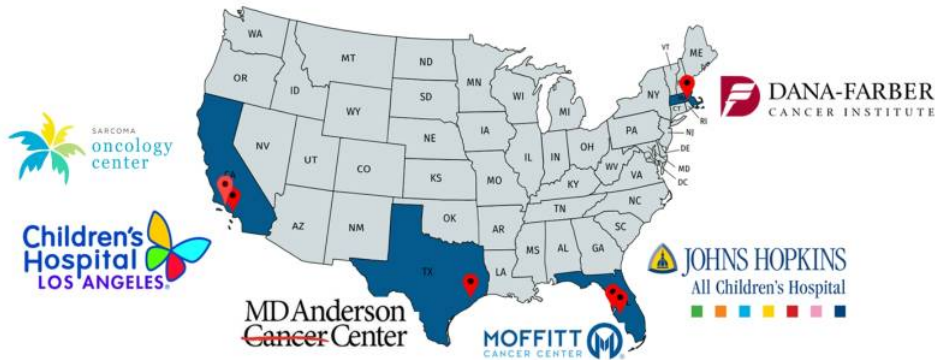 WA
OR
CA
NV
ID
MT
WY
UT
AZ
CO
NM
ND
SD
NE
KS
OK
TX
MN
IA
MO
AR
LA
WI
IL
MI
IN
OH
KY
TN
MS
AL
GA
SC
NC
VA
WV
PA
NY
VT
ME
CT
RI
NJ
DE
MD
DC
SARCOMA
oncology
center
Children's
Hospital
LOS ANGELES
MD Anderson
Cancer Center
MOFFITT
CANCER CENTER
JOHNS HOPKINS
All Children's Hospital
DANA-FARBER
CANCER INSTITUTE